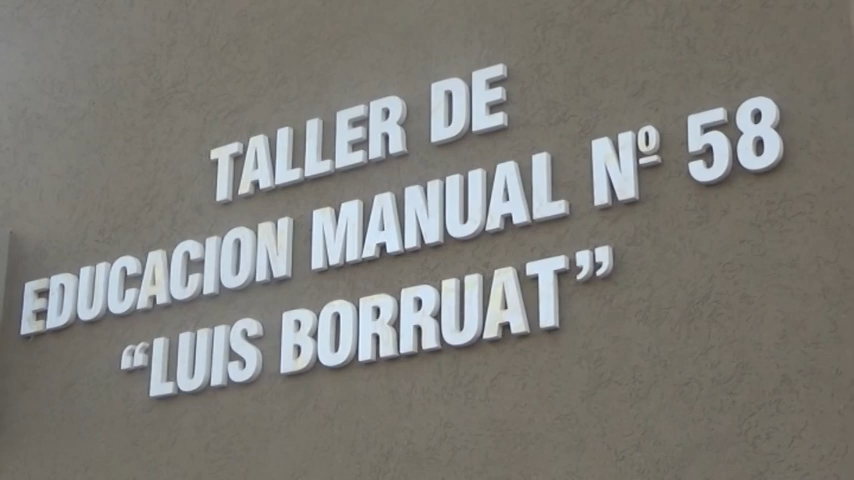 TALLER DE
EDUCACION MANUAL Nº 58
“LUIS BORRUAT”